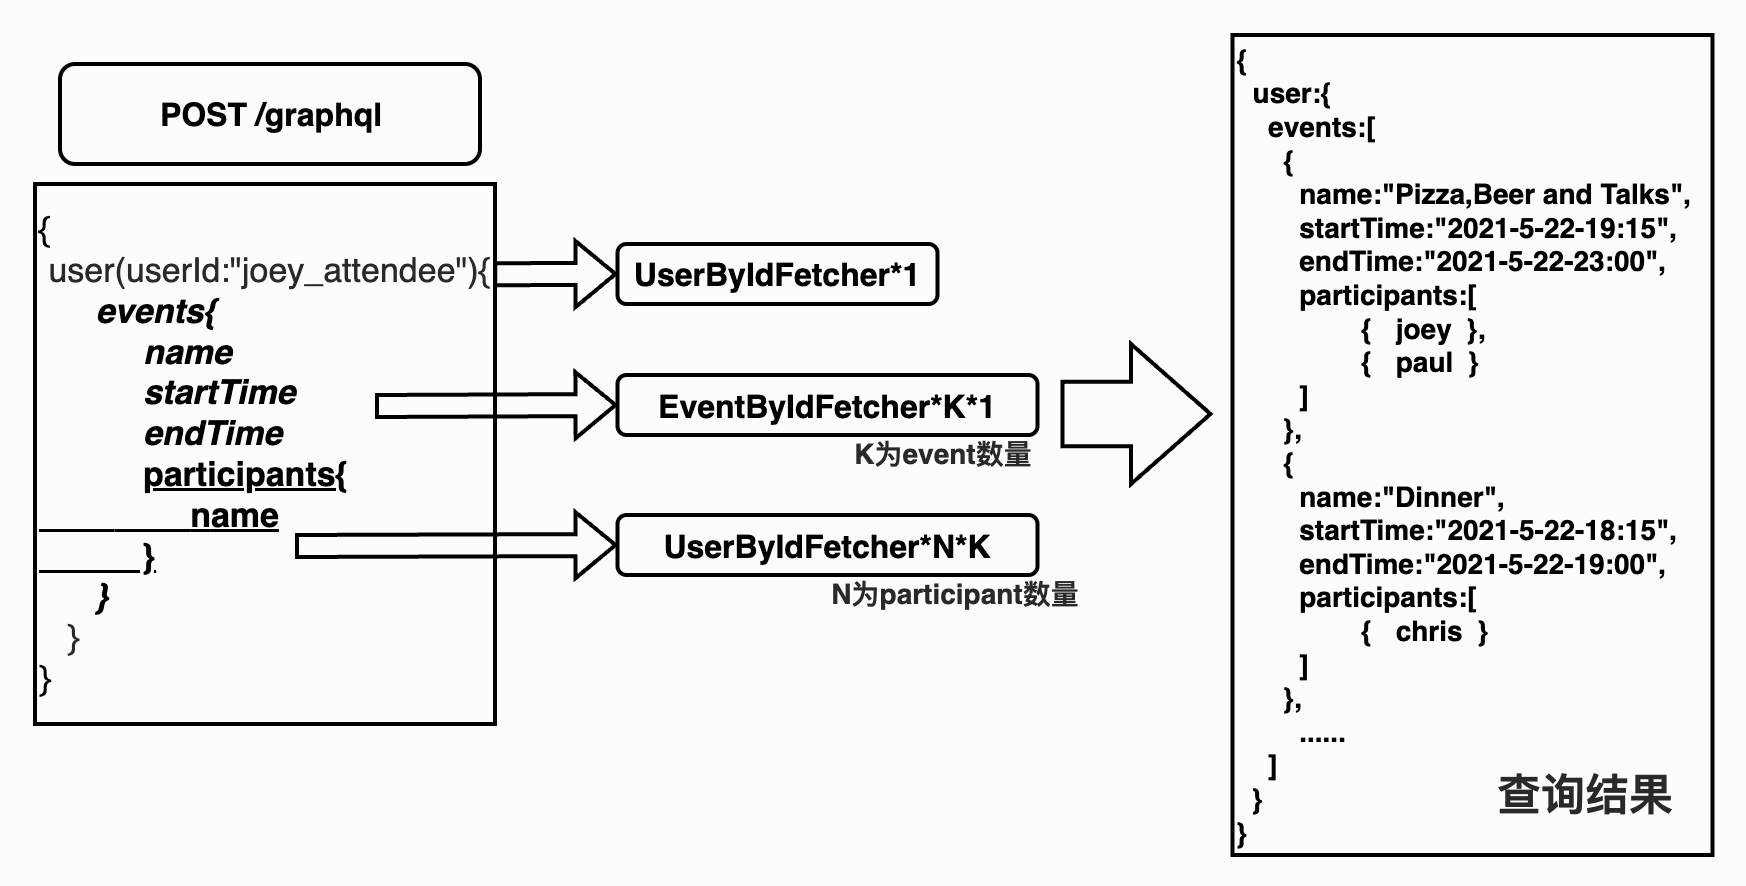 POST /graphql
{
user(userId:"joey_attendee"){
events{
name
startTime
endTime
participants{
name
}
}
}
}
UserByIdFetcher*1
EventByIdFetcher*K*1
K为event数量
UserByIdFetcher*N*K
N为participant数量
{
user:{
events:[
{
name:"Pizza,Beer and Talks",
startTime:"2021-5-22-19:15",
endTime:"2021-5-22-23:00",
participants:[
{ joey },
{ paul }
]
},
{
name:"Dinner",
startTime:"2021-5-22-18:15",
endTime:"2021-5-22-19:00",
participants:[
{ chris }
]
},
......
]
}
}
查询结果